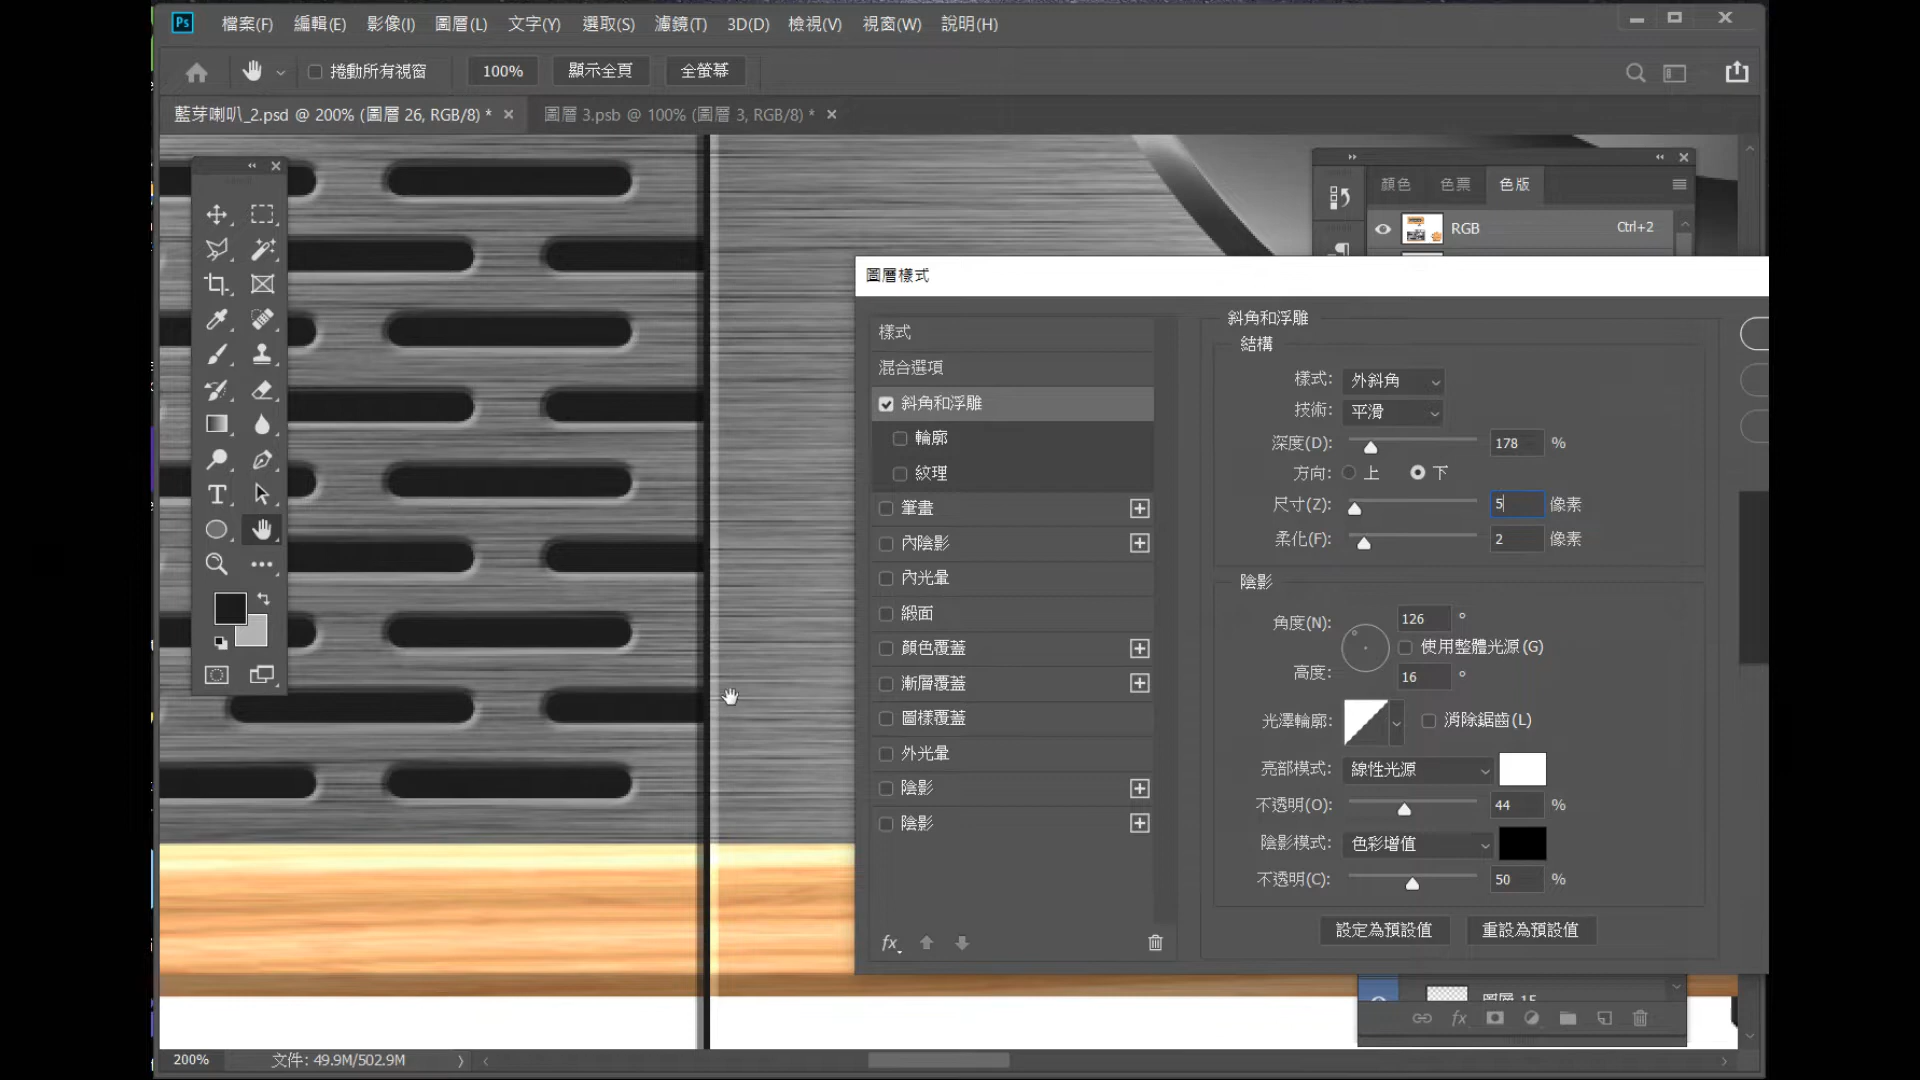 Ps 檔案(F) 編輯(E) 影像(I) 圖層(L) 文字(Y) 選取(S) 濾鏡(T) 3D(D) 檢視(V) 視窗(W) 說明(H)
捲動所有視窗 100% 顯示全頁 全螢幕
藍芽喇叭_2.psd @ 200% (圖層 26, RGB/8) * 圖層 3.psb @ 100% (圖層 3, RGB/8) *
顏色 色票 色版
RGB Ctrl+2
圖層樣式
樣式
混合選項
斜角和浮雕
輪廓
紋理
筆畫
內陰影
內光暈
緞面
顏色覆蓋
漸層覆蓋
圖樣覆蓋
外光暈
陰影
陰影
fx
斜角和浮雕
結構
樣式: 外斜角
技術: 平滑
深度(D): 178 %
方向: 上 下
尺寸(Z): 5 像素
柔化(F): 2 像素
陰影
角度(N): 126 °
使用整體光源(G)
高度: 16 °
光澤輪廓: 消除鋸齒(L)
亮部模式: 線性光源
不透明(O): 44 %
陰影模式: 色彩增值
不透明(C): 50 %
設定為預設值 重設為預設值
圖層 15
fx
200% 文件: 49.9M/502.9M